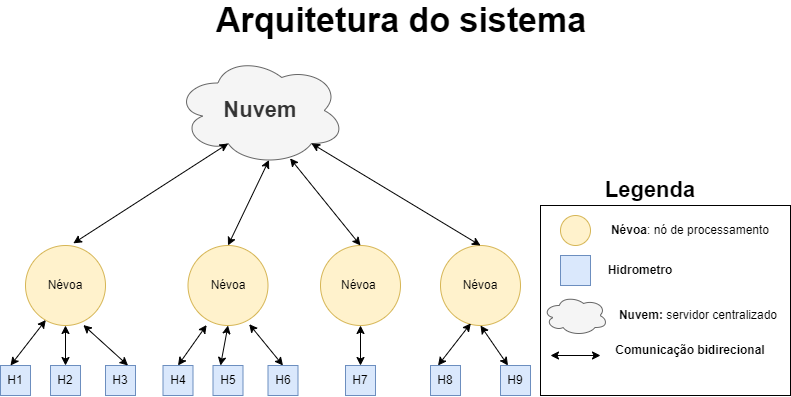 Arquitetura do sistema
Nuvem
Legenda
Névoa: nó de processamento
Hidrometro
Nuvem: servidor centralizado
Comunicação bidirecional
Névoa
Névoa
Névoa
Névoa
H1
H2
H3
H4
H5
H6
H7
H8
H9